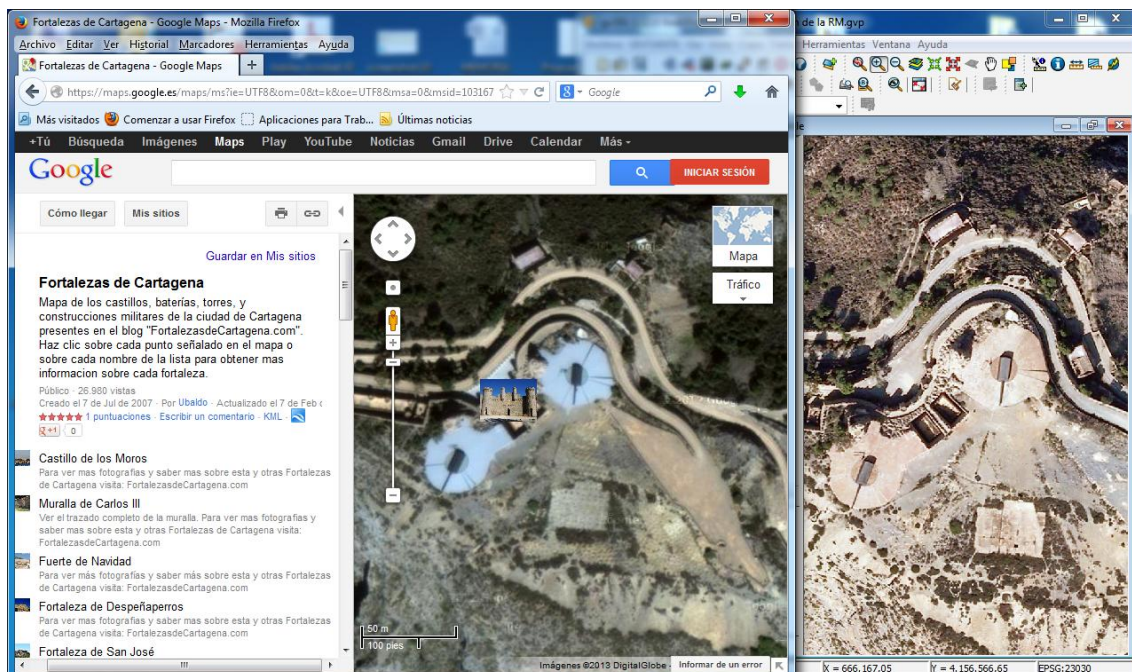 Fortalezas de Cartagena - Google Maps - Mozilla Firefox
Archivo Editar Ver Historial Marcadores Herramientas Ayuda
Fortalezas de Cartagena - Google Maps
https://maps.google.es/maps/ms?ie=UTF8&om=0&t=k&oe=UTF8&msa=0&msid=103167
Google
Más visitados Comenzar a usar Firefox Aplicaciones para Trab... Últimas noticias
+Tú Búsqueda Imágenes Maps Play YouTube Noticias Gmail Drive Calendar Más
Google
INICIAR SESIÓN
Cómo llegar Mis sitios
Guardar en Mis sitios
Fortalezas de Cartagena
Mapa de los castillos, baterías, torres, y
construcciones militares de la ciudad de Cartagena
presentes en el blog "FortalezasdeCartagena.com".
Haz clic sobre cada punto señalado en el mapa o
sobre cada nombre de la lista para obtener mas
informacion sobre cada fortaleza.
Público - 26.980 vistas
Creado el 7 de Jul de 2007 - Por Ubaldo - Actualizado el 7 de Feb
1 puntuaciones - Escribir un comentario - KML -
+1 0
Castillo de los Moros
Para ver mas fotografias y saber mas sobre esta y otras Fortalezas
de Cartagena visita: FortalezasdeCartagena.com
Muralla de Carlos III
Ver el trazado completo de la muralla. Para ver mas fotografias y
saber mas sobre esta y otras Fortalezas de Cartagena visita:
FortalezasdeCartagena.com
Fuerte de Navidad
Para ver más fotografías y saber más sobre esta y otras Fortalezas
de Cartagena visita: FortalezasdeCartagena.com
Fortaleza de Despeñaperros
Para ver mas fotografias y saber mas sobre esta y otras Fortalezas
de Cartagena visita: FortalezasdeCartagena.com
Fortaleza de San José
Mapa
Tráfico
50 m
100 pies
Imágenes ©2013 DigitalGlobe - Informar de un error
n de la RM.gvp
Herramientas Ventana Ayuda
X = 666.167.05 Y = 4.156.566.65 EPSG:23030